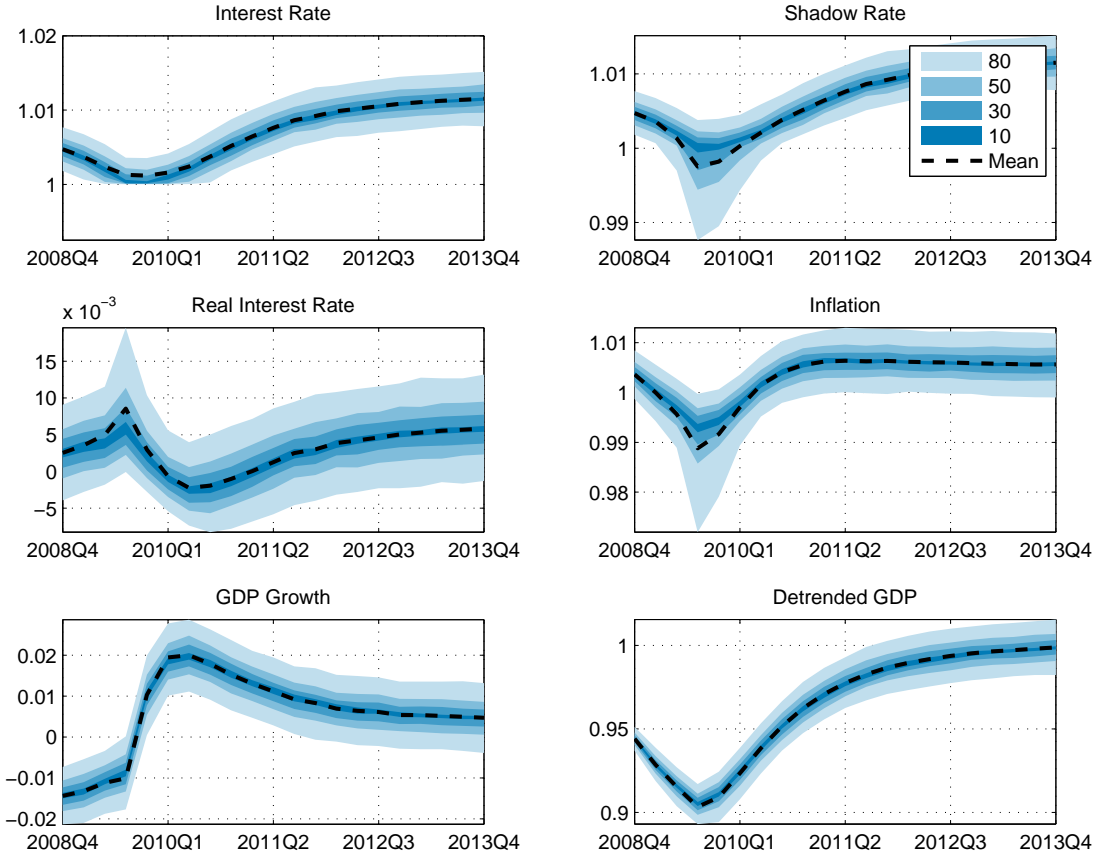 Interest Rate
1.02
1.01
1
2008Q4 2010Q1 2011Q2 2012Q3 2013Q4
Shadow Rate
1.01
1
0.99
80
50
30
10
Mean
2008Q4 2010Q1 2011Q2 2012Q3 2013Q4
x 10⁻³
Real Interest Rate
15
10
5
0
−5
2008Q4 2010Q1 2011Q2 2012Q3 2013Q4
Inflation
1.01
1
0.99
0.98
2008Q4 2010Q1 2011Q2 2012Q3 2013Q4
GDP Growth
0.02
0.01
0
−0.01
−0.02
2008Q4 2010Q1 2011Q2 2012Q3 2013Q4
Detrended GDP
1
0.95
0.9
2008Q4 2010Q1 2011Q2 2012Q3 2013Q4